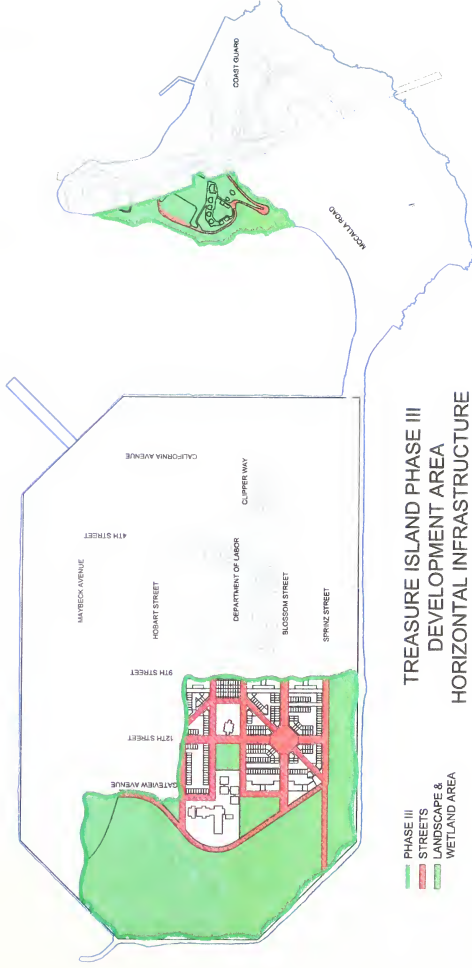 COAST GUARD
MCCALLA ROAD
CALIFORNIA AVENUE
4TH STREET
CLIPPER WAY
MAYBECK AVENUE
HOBART STREET
DEPARTMENT OF LABOR
BLOSSOM STREET
SPRINZ STREET
9TH STREET
12TH STREET
GATEVIEW AVENUE
TREASURE ISLAND PHASE III
DEVELOPMENT AREA
HORIZONTAL INFRASTRUCTURE
PHASE III
STREETS
LANDSCAPE &
WETLAND AREA